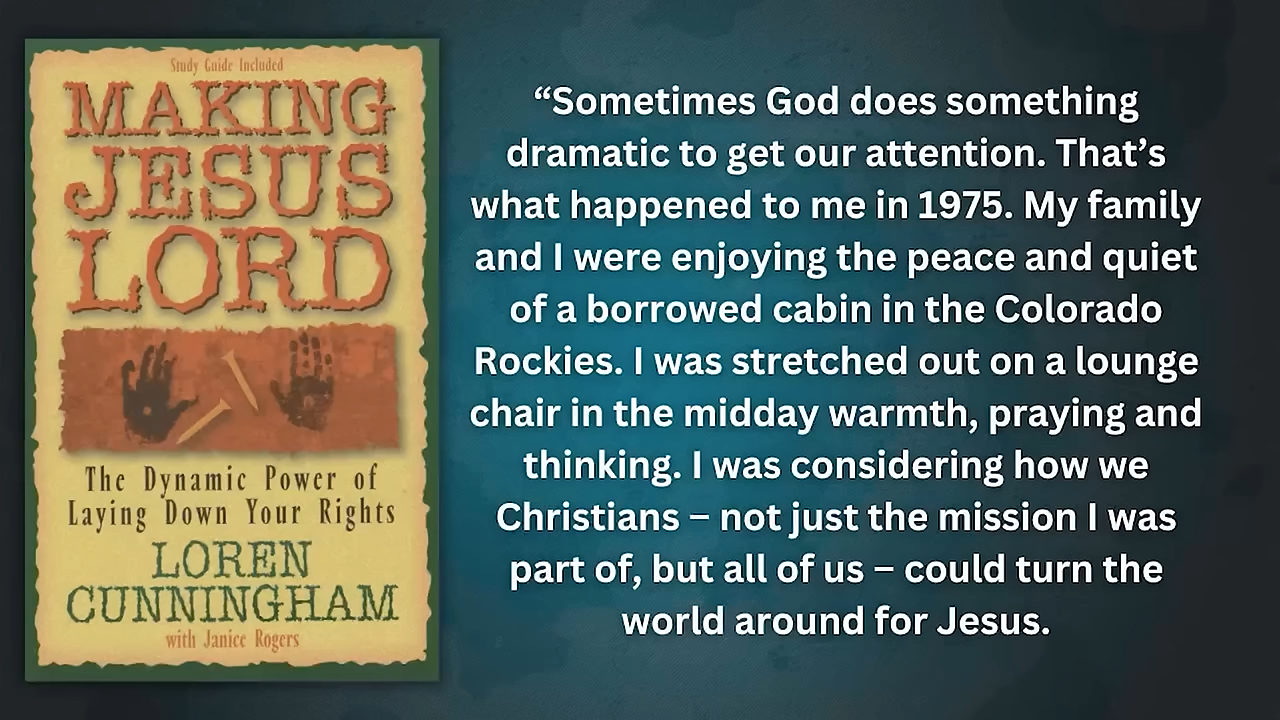 Study Guide Included
MAKING
JESUS
LORD
The Dynamic Power of
Laying Down Your Rights
LOREN
CUNNINGHAM
with Janice Rogers
“Sometimes God does something
dramatic to get our attention. That’s
what happened to me in 1975. My family
and I were enjoying the peace and quiet
of a borrowed cabin in the Colorado
Rockies. I was stretched out on a lounge
chair in the midday warmth, praying and
thinking. I was considering how we
Christians – not just the mission I was
part of, but all of us – could turn the
world around for Jesus.